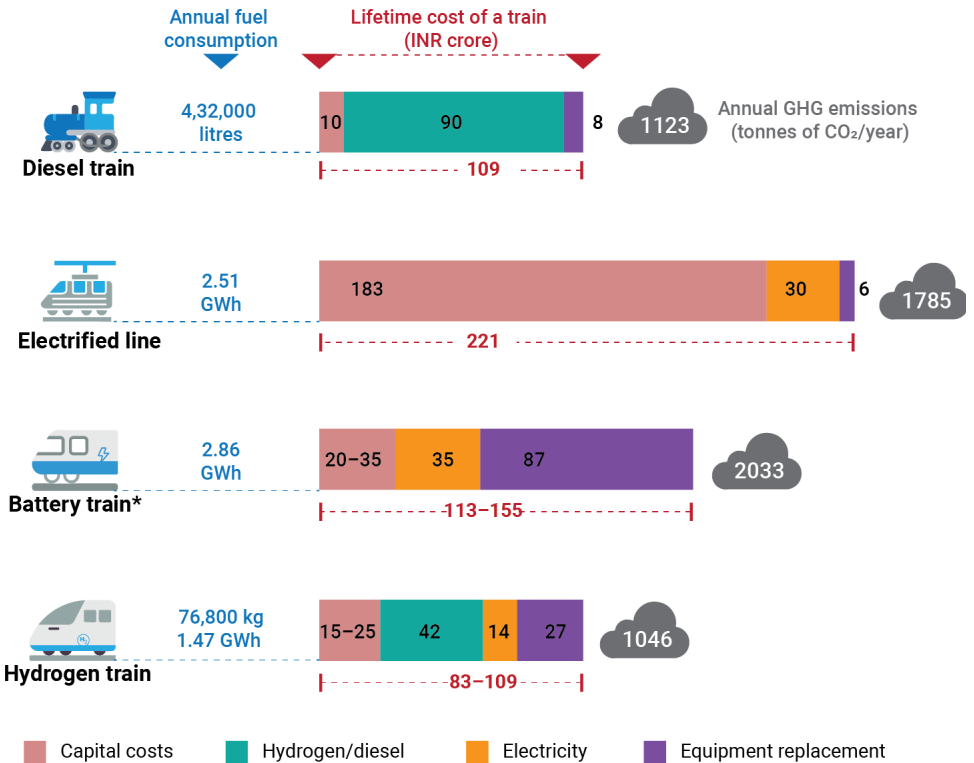 Annual fuel
consumption
Lifetime cost of a train
(INR crore)
4,32,000
litres
10
90
8
1123
Annual GHG emissions
(tonnes of CO₂/year)
Diesel train
109
2.51
GWh
183
30
6
1785
Electrified line
221
2.86
GWh
20–35
35
87
2033
Battery train*
113–155
76,800 kg
1.47 GWh
15–25
42
14
27
1046
H₂
Hydrogen train
83–109
Capital costs
Hydrogen/diesel
Electricity
Equipment replacement